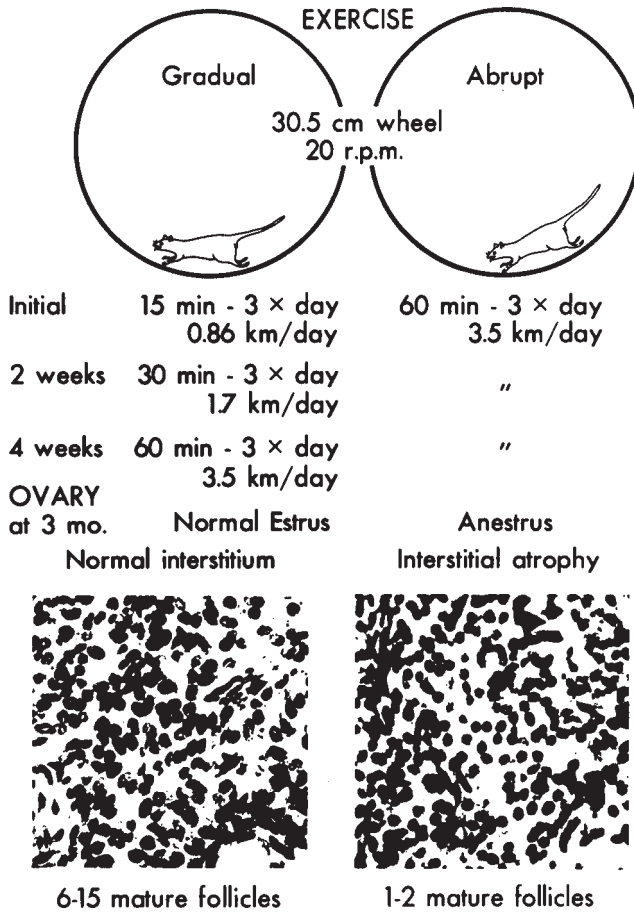 EXERCISE
Gradual
Abrupt
30.5 cm wheel
20 r.p.m.
Initial 15 min - 3 × day 60 min - 3 × day
0.86 km/day 3.5 km/day
2 weeks 30 min - 3 × day "
1.7 km/day
4 weeks 60 min - 3 × day "
3.5 km/day
OVARY
at 3 mo. Normal Estrus Anestrus
Normal interstitium Interstitial atrophy
6-15 mature follicles 1-2 mature follicles